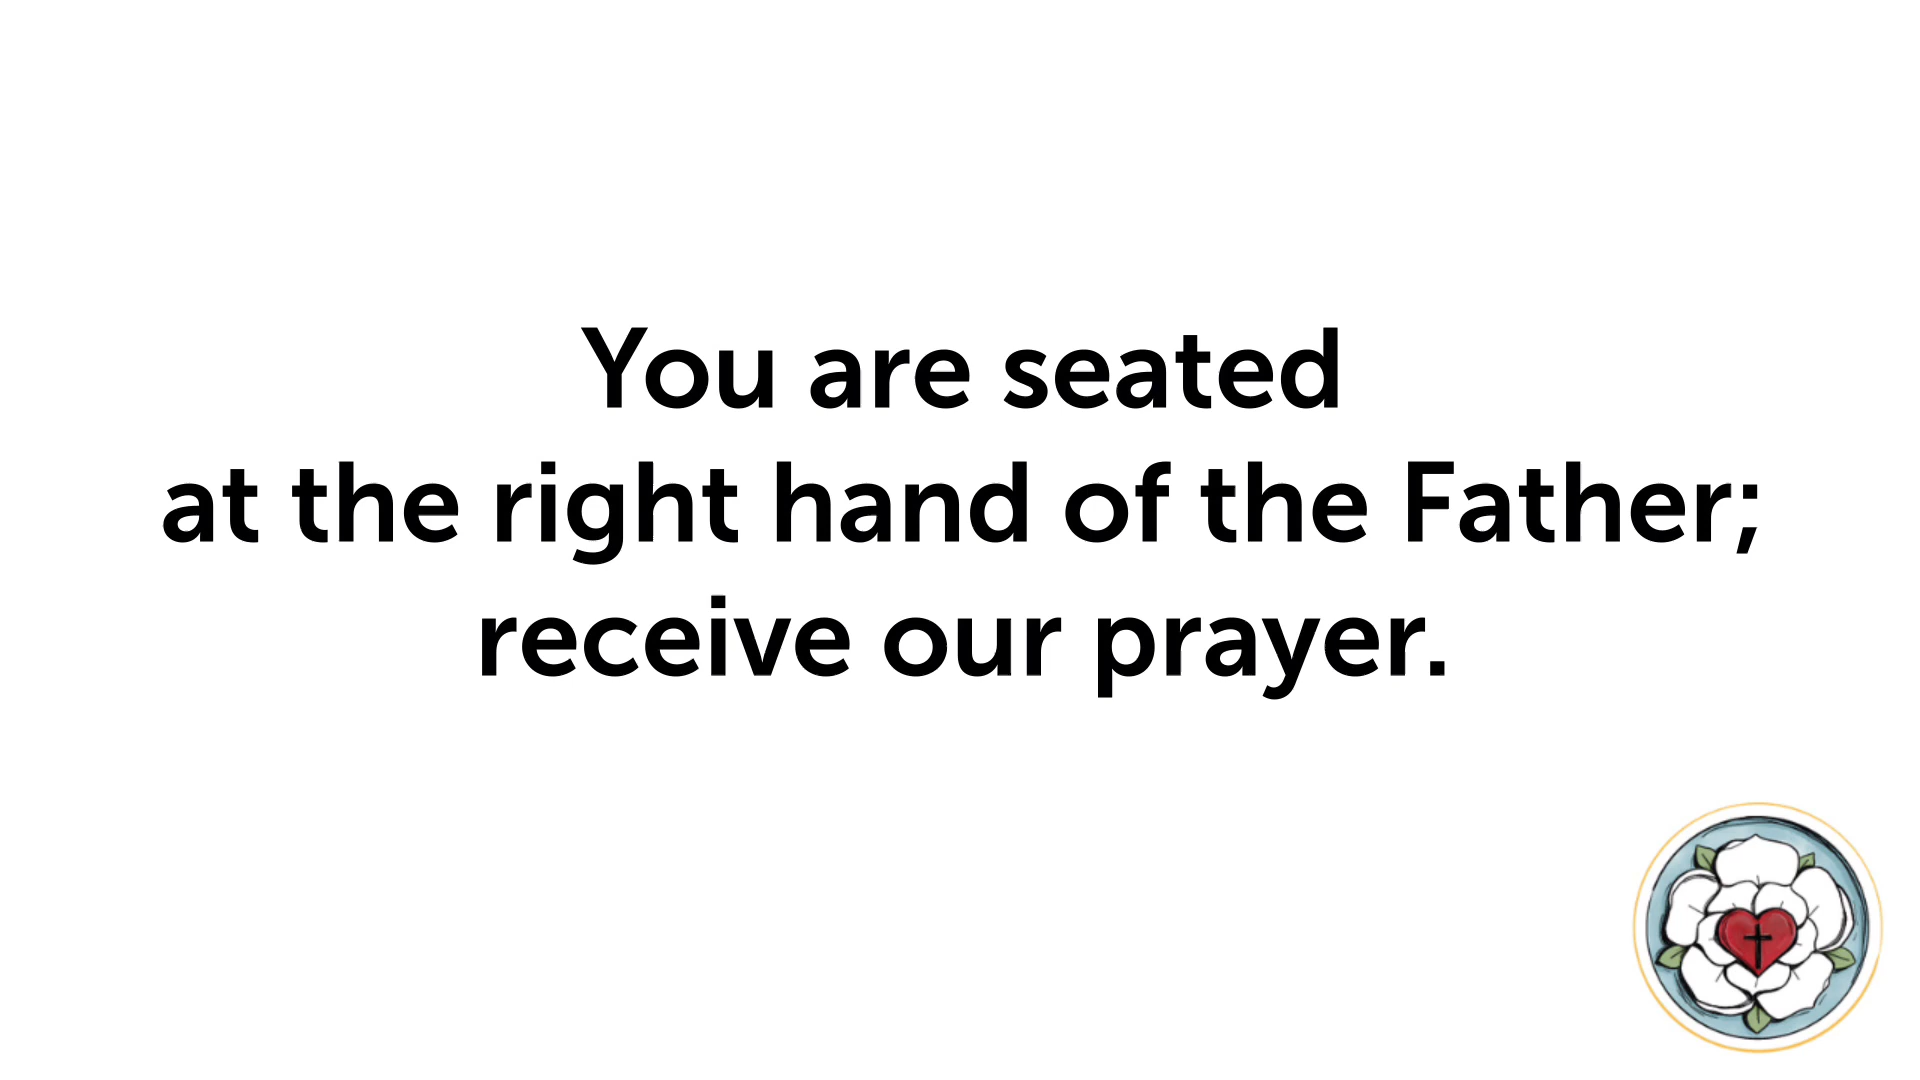 You are seated
at the right hand of the Father;
receive our prayer.